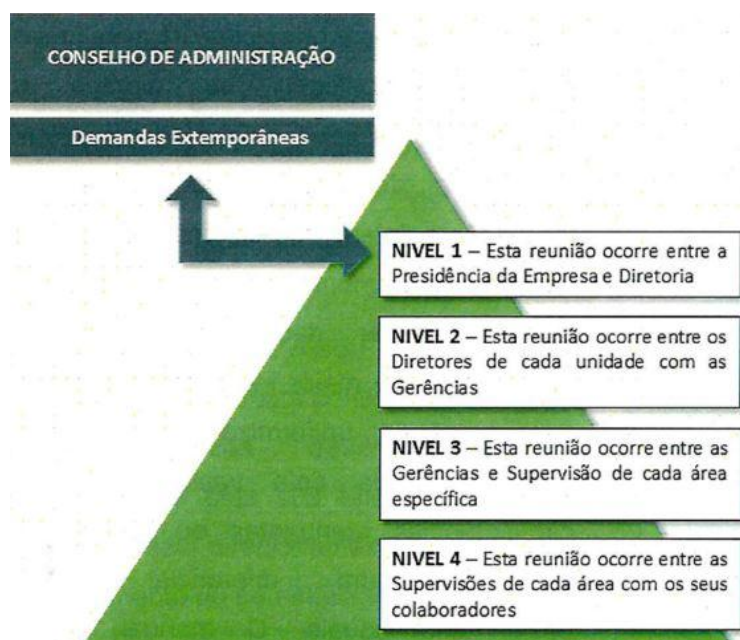 CONSELHO DE ADMINISTRAÇÃO
Demandas Extemporâneas
NIVEL 1 – Esta reunião ocorre entre a
Presidência da Empresa e Diretoria
NIVEL 2 – Esta reunião ocorre entre os
Diretores de cada unidade com as
Gerências
NIVEL 3 – Esta reunião ocorre entre as
Gerências e Supervisão de cada área
específica
NIVEL 4 – Esta reunião ocorre entre as
Supervisões de cada área com os seus
colaboradores